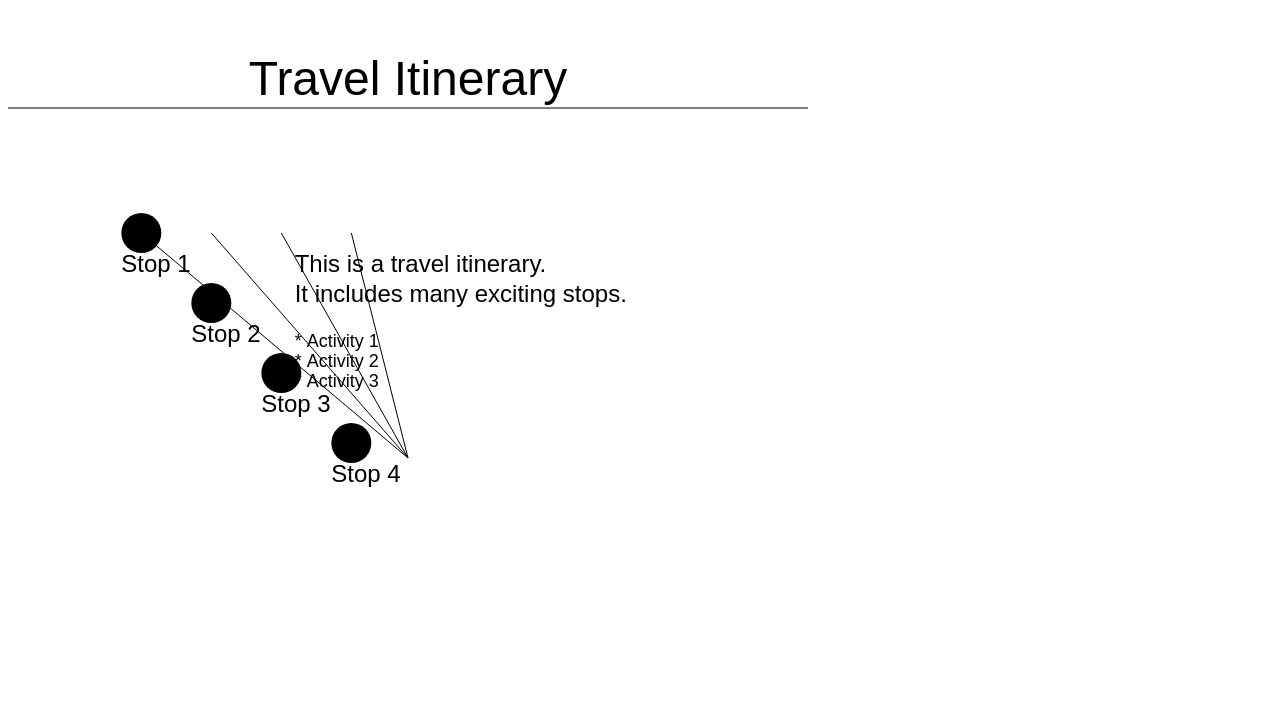 Travel Itinerary
Stop 1
This is a travel itinerary.
It includes many exciting stops.
Stop 2
* Activity 1
* Activity 2
Activity 3
Stop 3
Stop 4